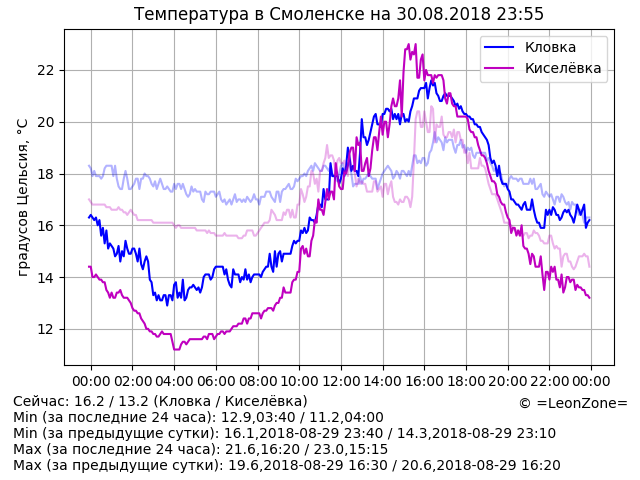 Температура в Смоленске на 30.08.2018 23:55
Кловка
Киселёвка
градусов Цельсия, °C
22
20
18
16
14
12
00:00 02:00 04:00 06:00 08:00 10:00 12:00 14:00 16:00 18:00 20:00 22:00 00:00
Сейчас: 16.2 / 13.2 (Кловка / Киселёвка)
© =LeonZone=
Min (за последние 24 часа): 12.9,03:40 / 11.2,04:00
Min (за предыдущие сутки): 16.1,2018-08-29 23:40 / 14.3,2018-08-29 23:10
Max (за последние 24 часа): 21.6,16:20 / 23.0,15:15
Max (за предыдущие сутки): 19.6,2018-08-29 16:30 / 20.6,2018-08-29 16:20